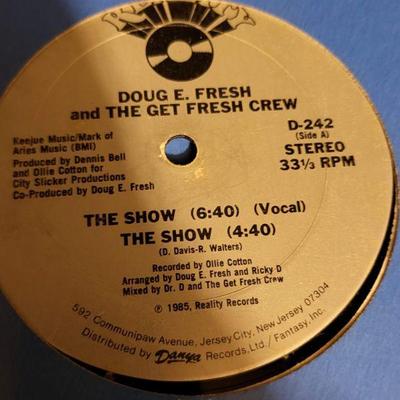 DOUG E. FRESH
and THE GET FRESH CREW
Keejue Music/Mark of
Aries Music (BMI)
Produced by Dennis Bell
and Ollie Cotton for
City Slicker Productions
Co-Produced by Doug E. Fresh
D-242
(Side A)
STEREO
33⅓ RPM
THE SHOW (6:40) (Vocal)
THE SHOW (4:40)
(D. Davis-R. Walters)
Recorded by Ollie Cotton
Arranged by Doug E. Fresh and Ricky D
Mixed by Dr. D and The Get Fresh Crew
℗ 1985, Reality Records
592 Communipaw Avenue, Jersey City, New Jersey 07304
Distributed by Danya Records, Ltd./Fantasy, Inc.